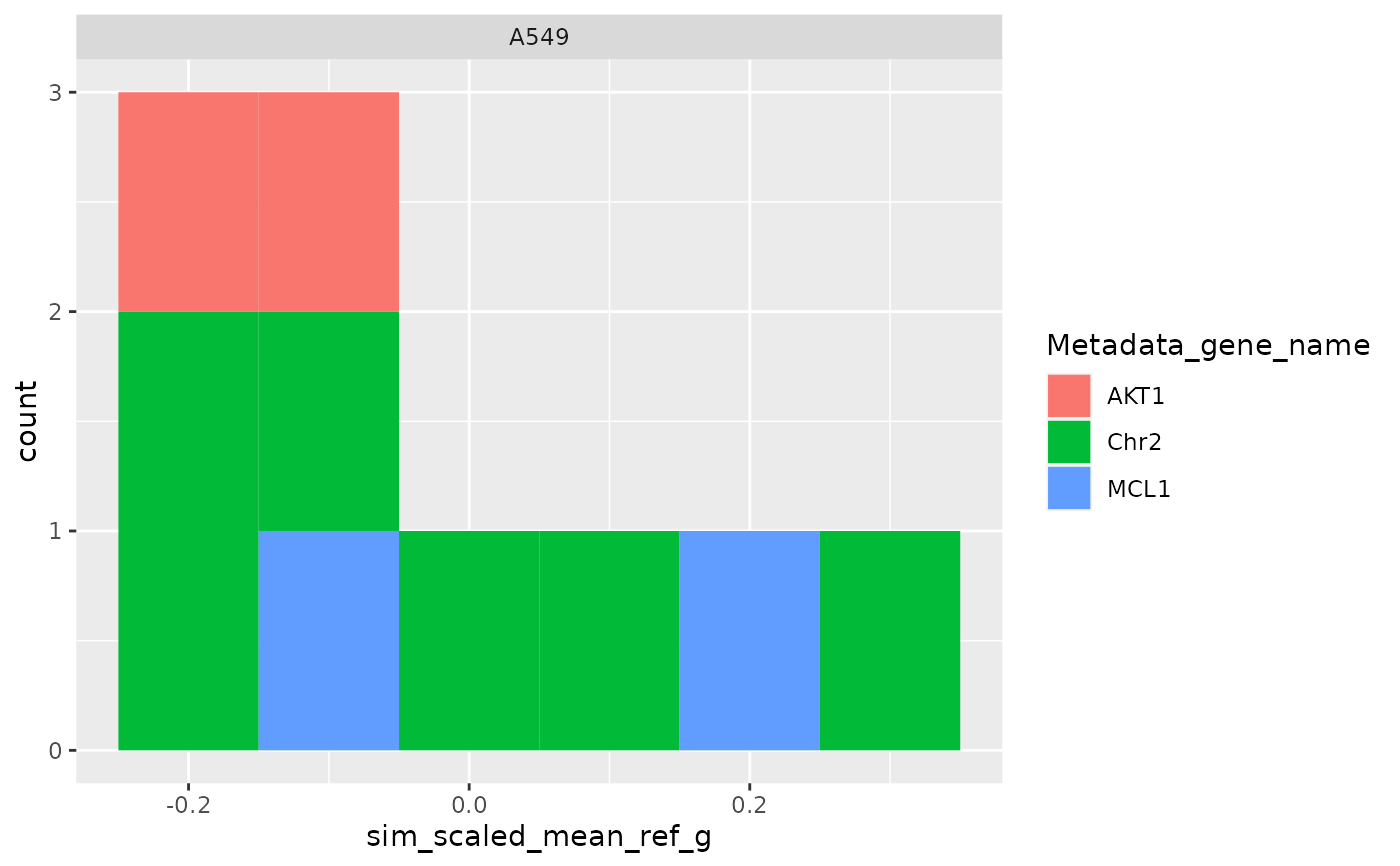 A549
3
2
1
0
count
-0.2
0.0
0.2
sim_scaled_mean_ref_g
Metadata_gene_name
AKT1
Chr2
MCL1